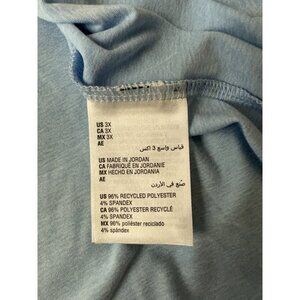 US 3X
CA 3X
MX 3X
AE
قياس واسع 3 اكس
US MADE IN JORDAN
CA FABRIQUÉ EN JORDANIE
MX HECHO EN JORDANIA
AE
صُنع في الأردن
US 96% RECYCLED POLYESTER
4% SPANDEX
CA 96% POLYESTER RECYCLÉ
4% SPANDEX
MX 96% poliéster reciclado
4% spándex